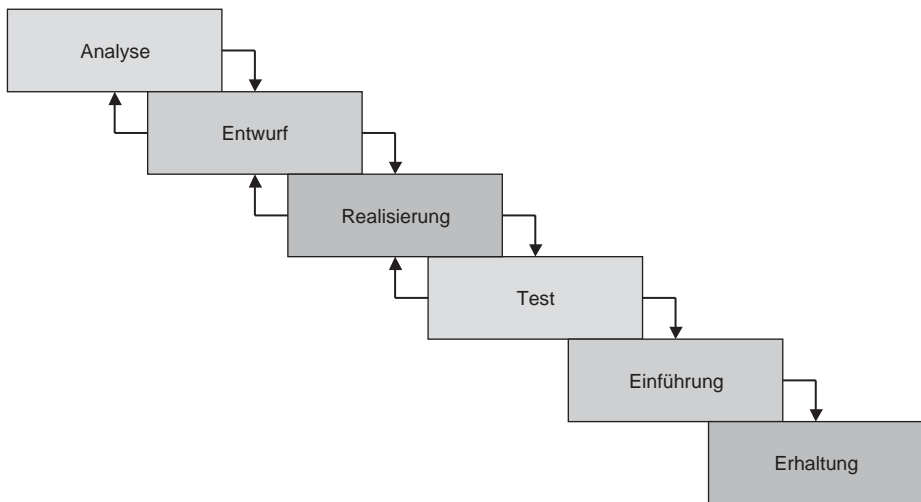 Analyse
Entwurf
Realisierung
Test
Einführung
Erhaltung